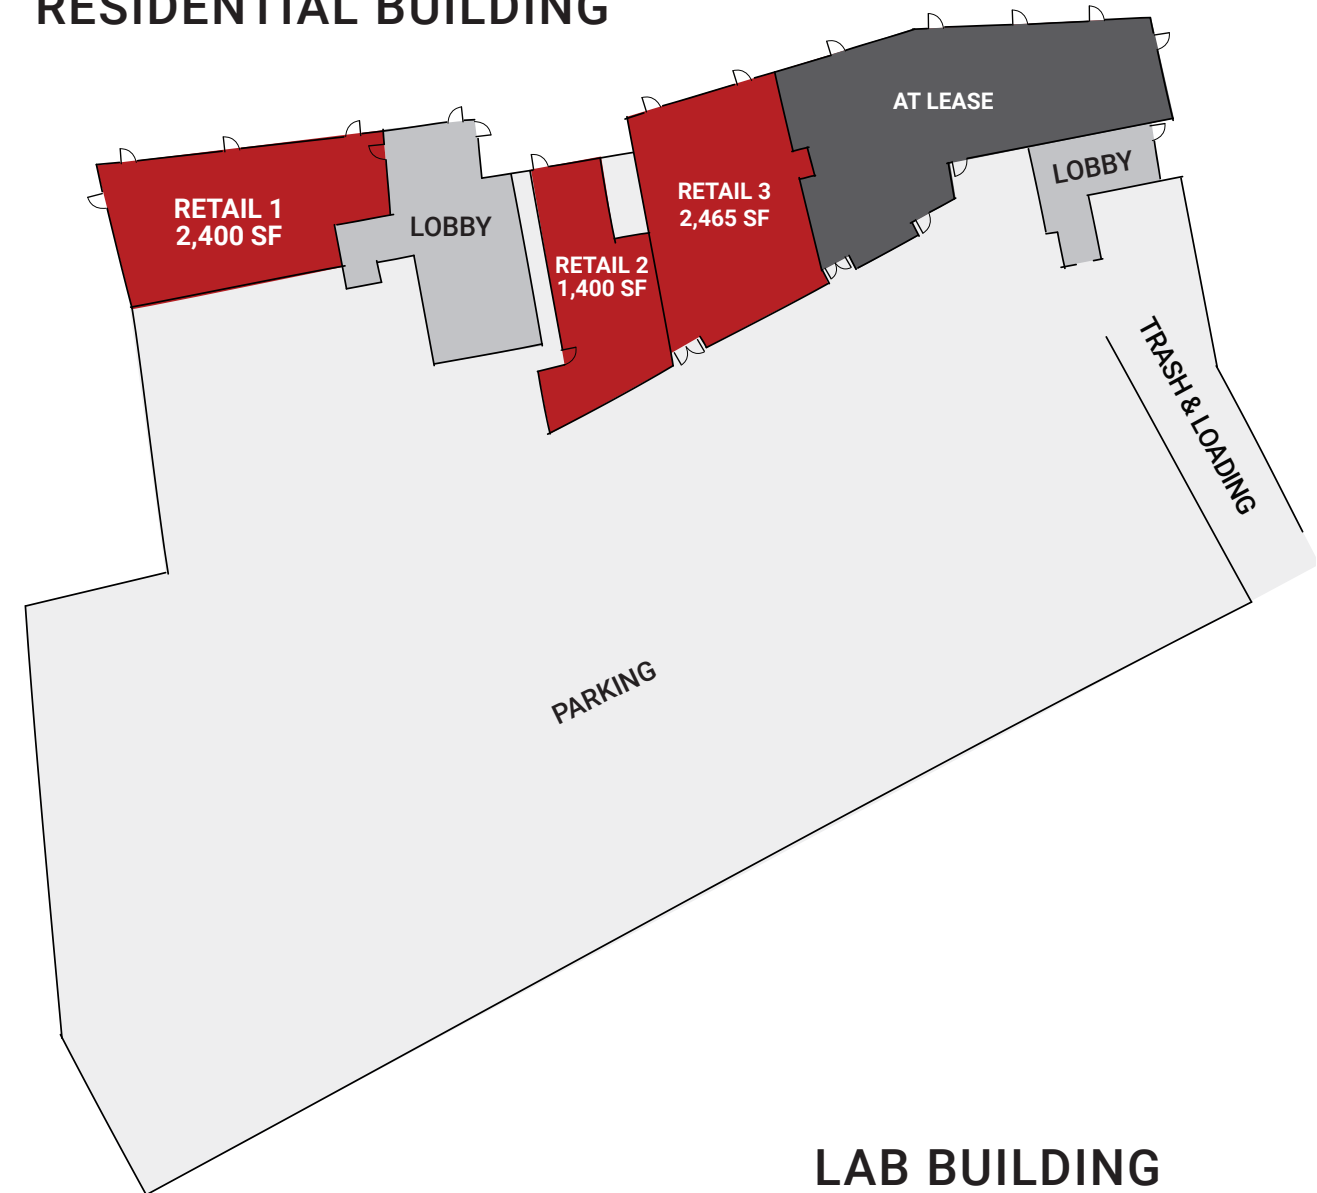 RESIDENTIAL BUILDING
AT LEASE
RETAIL 1
2,400 SF
LOBBY
RETAIL 3
2,465 SF
LOBBY
RETAIL 2
1,400 SF
TRASH & LOADING
PARKING
LAB BUILDING